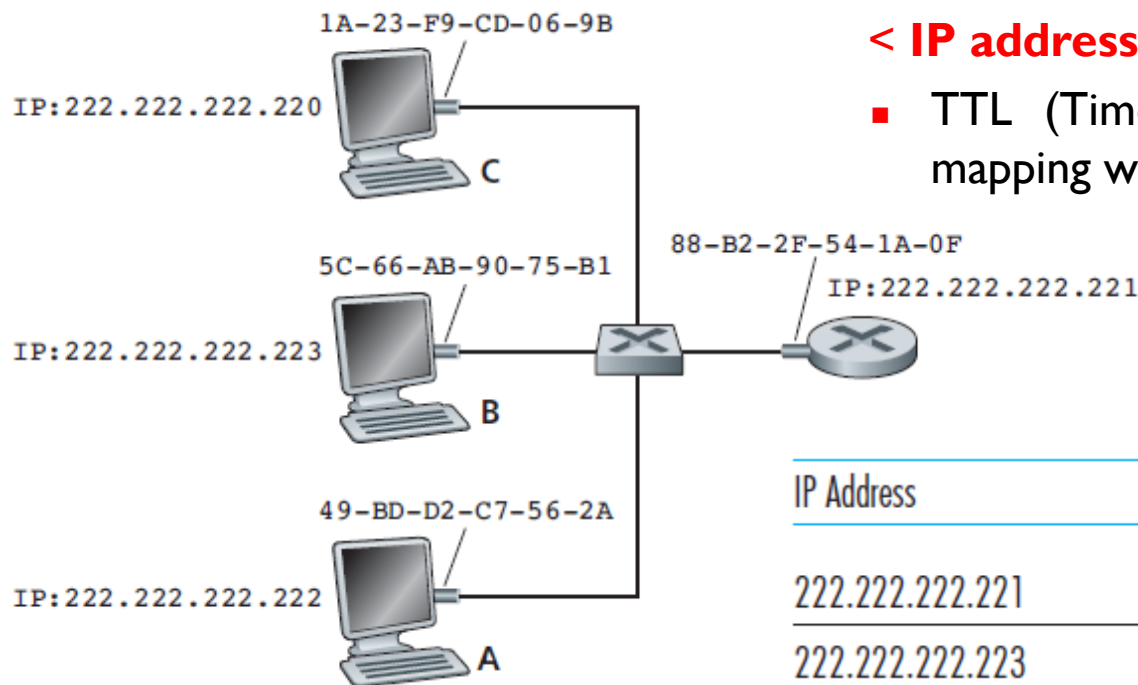 1A-23-F9-CD-06-9B
< IP address
IP:222.222.222.220
▪ TTL (Tim
mapping w
C
88-B2-2F-54-1A-0F
5C-66-AB-90-75-B1
IP:222.222.222.221
IP:222.222.222.223
B
IP Address
49-BD-D2-C7-56-2A
222.222.222.221
IP:222.222.222.222
A
222.222.222.223